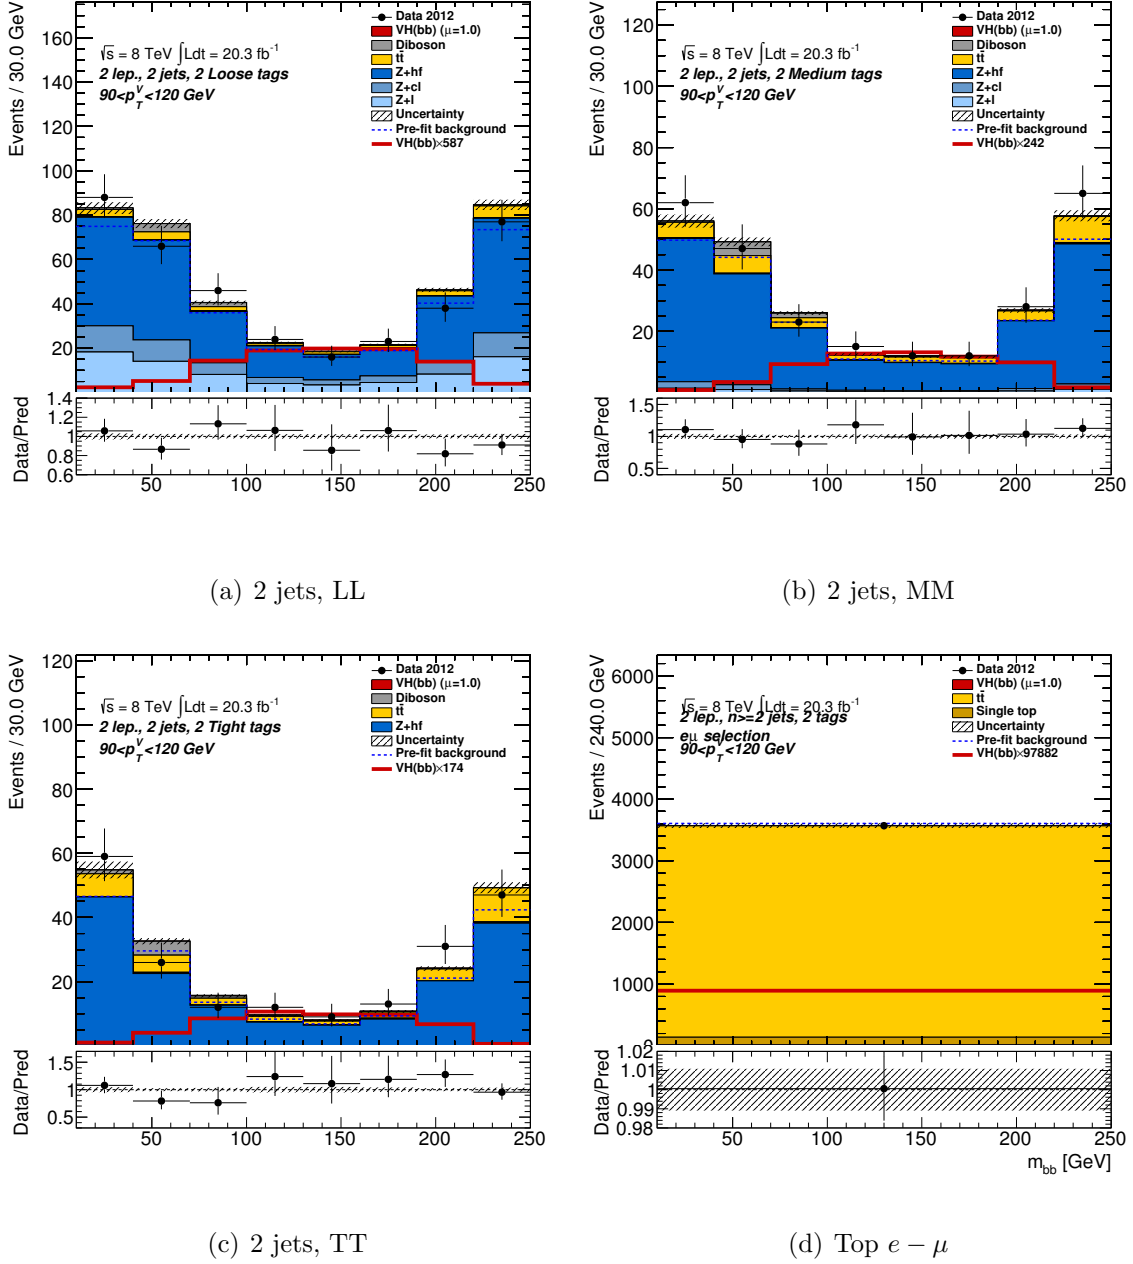 Events / 30.0 GeV
160
140
120
100
80
60
40
20
√s = 8 TeV ∫Ldt = 20.3 fb⁻¹
2 lep., 2 jets, 2 Loose tags
90<p_T^V<120 GeV
Data 2012
VH(bb) (μ=1.0)
Diboson
tt̄
Z+hf
Z+cl
Z+l
Uncertainty
Pre-fit background
VH(bb)×587
Data/Pred
1.4
1.2
1
0.8
0.6
50 100 150 200 250
(a) 2 jets, LL
Events / 30.0 GeV
120
100
80
60
40
20
√s = 8 TeV ∫Ldt = 20.3 fb⁻¹
2 lep., 2 jets, 2 Medium tags
90<p_T^V<120 GeV
Data 2012
VH(bb) (μ=1.0)
Diboson
tt̄
Z+hf
Z+cl
Z+l
Uncertainty
Pre-fit background
VH(bb)×242
Data/Pred
1.5
1
0.5
50 100 150 200 250
(b) 2 jets, MM
Events / 30.0 GeV
120
100
80
60
40
20
√s = 8 TeV ∫Ldt = 20.3 fb⁻¹
2 lep., 2 jets, 2 Tight tags
90<p_T^V<120 GeV
Data 2012
VH(bb) (μ=1.0)
Diboson
tt̄
Z+hf
Uncertainty
Pre-fit background
VH(bb)×174
Data/Pred
1.5
1
0.5
50 100 150 200 250
(c) 2 jets, TT
Events / 240.0 GeV
6000
5000
4000
3000
2000
1000
√s = 8 TeV ∫Ldt = 20.3 fb⁻¹
2 lep., n>=2 jets, 2 tags
eμ selection
90<p_T^V<120 GeV
Data 2012
VH(bb) (μ=1.0)
tt̄
Single top
Uncertainty
Pre-fit background
VH(bb)×97882
Data/Pred
1.02
1.01
1
0.99
0.98
50 100 150 200 250
m_bb [GeV]
(d) Top e − μ